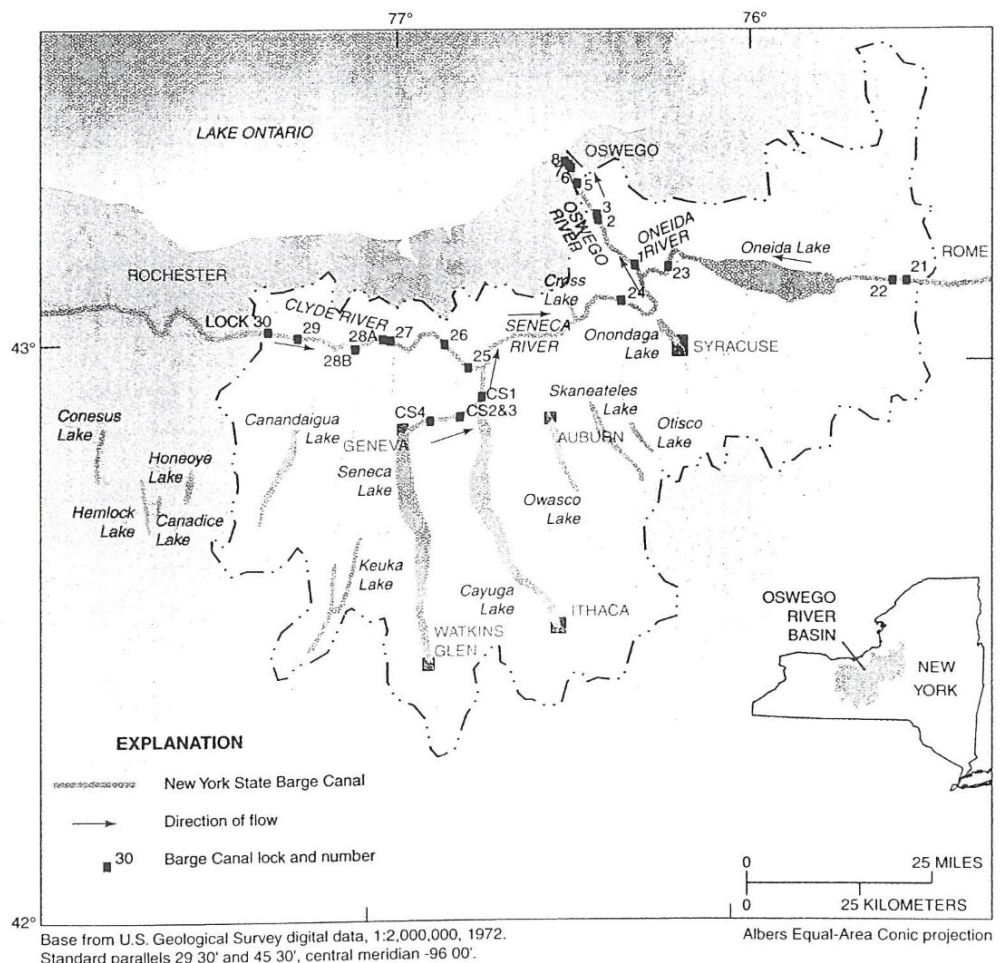 77°
76°
LAKE ONTARIO
OSWEGO
8
7
6
5
3
2
OSWEGO
RIVER
ONEIDA
RIVER
1
23
Oneida Lake
ROME
21
22
ROCHESTER
Cross
Lake
24
CLYDE RIVER
LOCK 30
29
28A
27
28B
26
25
SENECA
RIVER
Onondaga
Lake
SYRACUSE
43°
CS1
CS2&3
CS4
GENEVA
Skaneateles
Lake
AUBURN
Otisco
Lake
Conesus
Lake
Canandaigua
Lake
Honeoye
Lake
Seneca
Lake
Owasco
Lake
Hemlock
Lake
Canadice
Lake
Keuka
Lake
Cayuga
Lake
ITHACA
WATKINS
GLEN
OSWEGO
RIVER
BASIN
NEW
YORK
EXPLANATION
New York State Barge Canal
Direction of flow
30 Barge Canal lock and number
0 25 MILES
0 25 KILOMETERS
42°
Base from U.S. Geological Survey digital data, 1:2,000,000, 1972.
Standard parallels 29 30' and 45 30', central meridian -96 00'.
Albers Equal-Area Conic projection